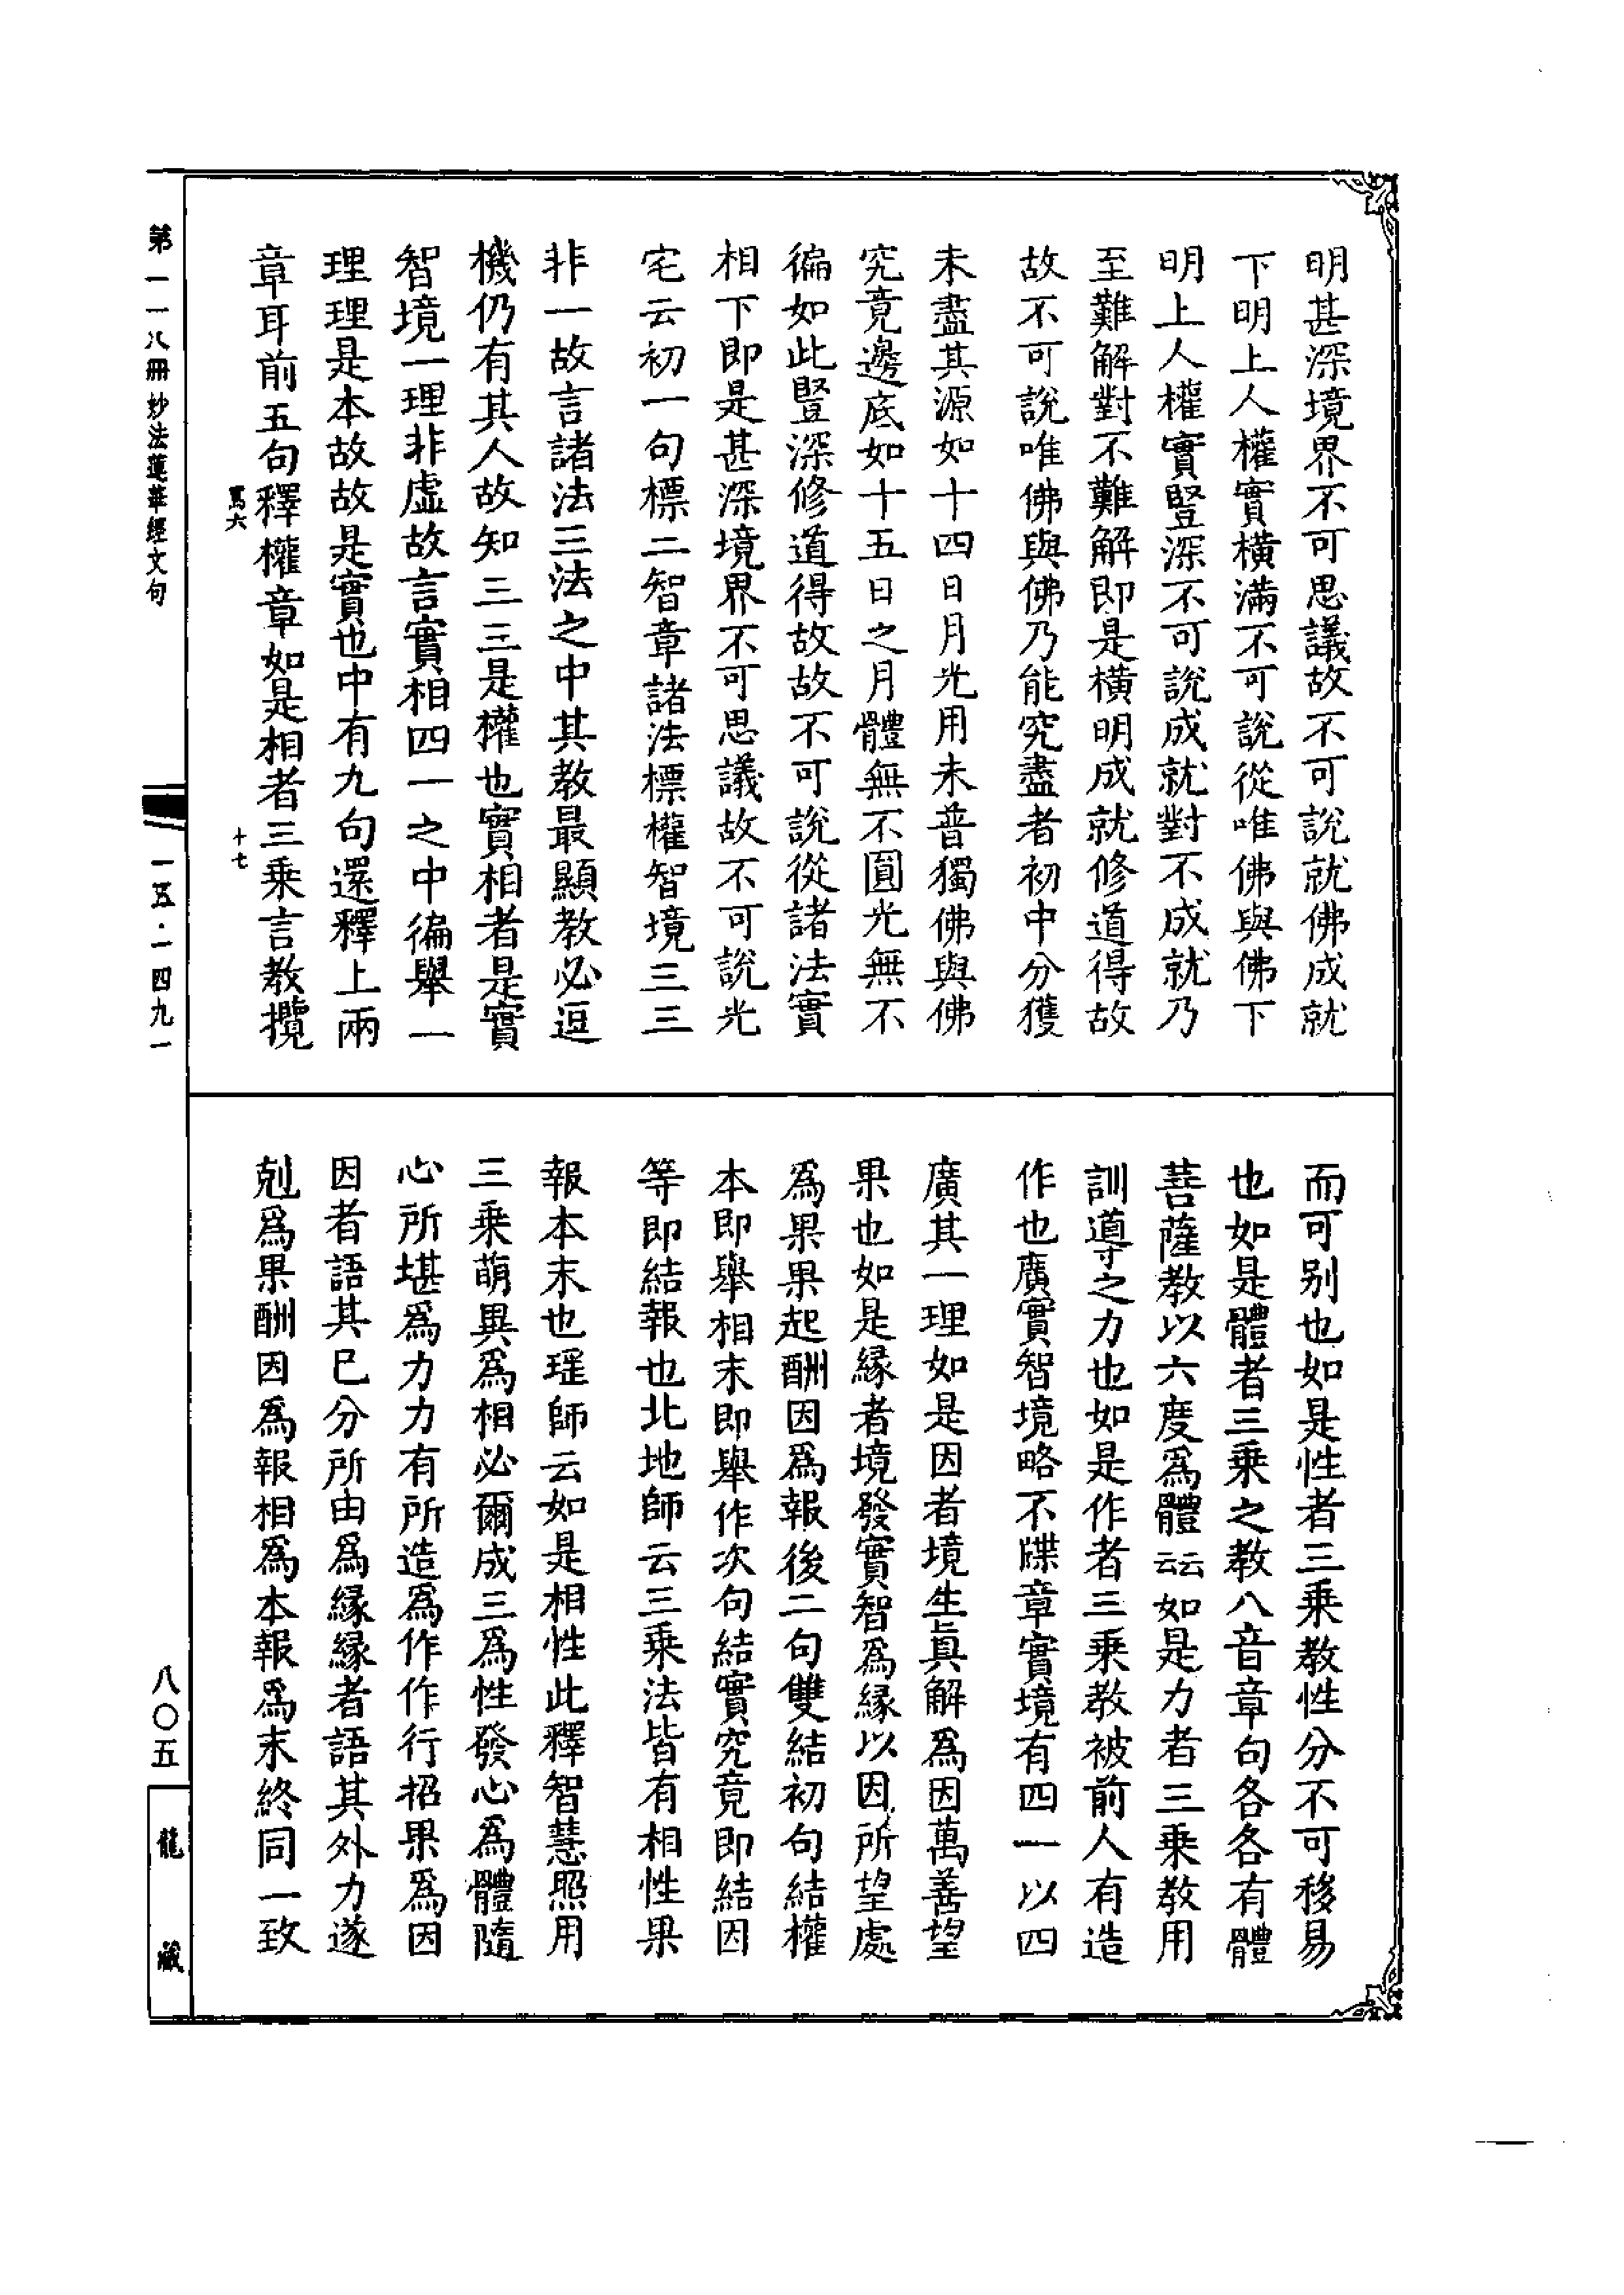 明甚深境界不可思議故不可說就佛成就
下明上人權實橫滿不可說從唯佛與佛下
明上人權實豎深不可說成就對不成就乃
至難解對不難解即是橫明成就修道得故
故不可說唯佛與佛乃能究盡者初中分獲
未盡其源如十四日月光用未普獨佛與佛
究竟邊底如十五日之月體無不圓光無不
徧如此豎深修道得故故不可說從諸法實
相下即是甚深境界不可思議故不可說光
宅云初一句標二智章諸法標權智境三三
非一故言諸法三法之中其教最顯教必逗
機仍有其人故知三三是權也實相者是實
智境一理非虛故言實相四一之中徧舉一
理理是本故故是實也中有九句還釋上兩
章耳前五句釋權章如是相者三乘言教攬
而可别也如是性者三乘教性分不可移易
也如是體者三乘之教八音章句各各有體
菩薩教以六度為體云云如是力者三乘教用
訓導之力也如是作者三乘教被前人有造
作也廣實智境略不牒章實境有四一以四
廣其一理如是因者境生真解為因萬善望
果也如是緣者境發實智為緣以因所望處
為果果起酬因為報後二句雙結初句結權
本即舉相末即舉作次句結實究竟即結因
等即結報也北地師云三乘法皆有相性果
報本末也瑤師云如是相性此釋智慧照用
三乘萌異為相必爾成三為性發心為體隨
心所堪為力力有所造為作作行招果為因
因者語其已分所由為緣緣者語其外力遂
剋為果酬因為報相為本報為末終同一致
第一一八冊 妙法蓮華經文句
篤六
十七
一五·一四九一
八〇五
龍藏